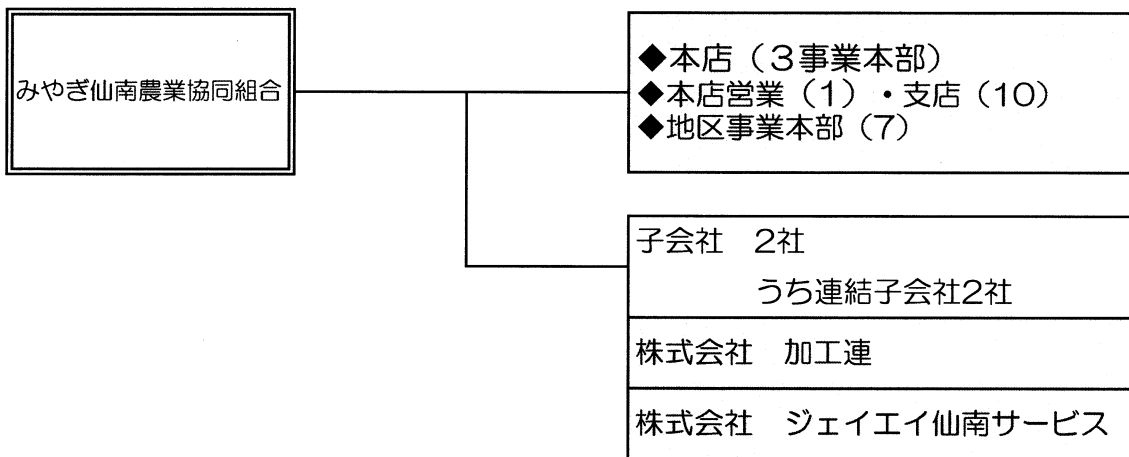 みやぎ仙南農業協同組合
◆本店（３事業本部）
◆本店営業（１）・支店（10）
◆地区事業本部（7）
子会社　2社
うち連結子会社2社
株式会社　加工連
株式会社　ジェイエイ仙南サービス